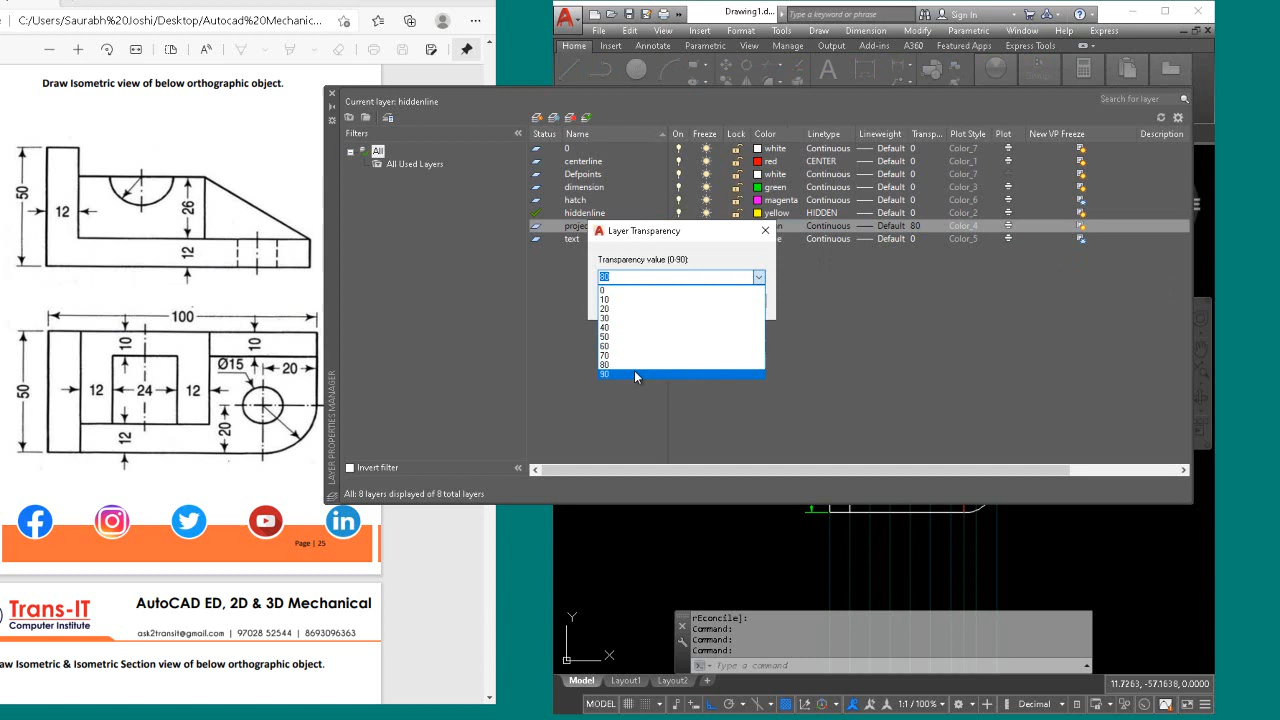 C:/Users/Saurabh%20Joshi/Desktop/Autocad%20Mechanic...
Draw Isometric view of below orthographic object.
50
12
26
12
100
50
10
10
Ø15
20
12
24
12
20
12
Page | 25
Trans-IT
Computer Institute
AutoCAD ED, 2D & 3D Mechanical
ask2transit@gmail.com | 97028 52544 | 8693096363
aw Isometric & Isometric Section view of below orthographic object.
Drawing1.d...
Type a keyword or phrase
Sign In
File Edit View Insert Format Tools Draw Dimension Modify Parametric Window Help Express
Home Insert Annotate Parametric View Manage Output Add-ins A360 Featured Apps Express Tools
Current layer: hiddenline
Search for layer
Filters
All
All Used Layers
Invert filter
All: 8 layers displayed of 8 total layers
LAYER PROPERTIES MANAGER
Status Name On Freeze Lock Color Linetype Lineweight Transp... Plot Style Plot New VP Freeze Description
0 white Continuous Default 0 Color_7
centerline red CENTER Default 0 Color_1
Defpoints white Continuous Default 0 Color_7
dimension green Continuous Default 0 Color_3
hatch magenta Continuous Default 0 Color_6
hiddenline yellow HIDDEN Default 0 Color_2
projec Continuous Default 80 Color_4
text Continuous Default 0 Color_5
Layer Transparency
Transparency value (0-90):
80
0
10
20
30
40
50
60
70
80
90
rEconcile]:
Command:
Command:
Command:
Type a command
Y
X
Model Layout1 Layout2 +
11.7263, -57.1638, 0.0000
MODEL 1:1 / 100% Decimal